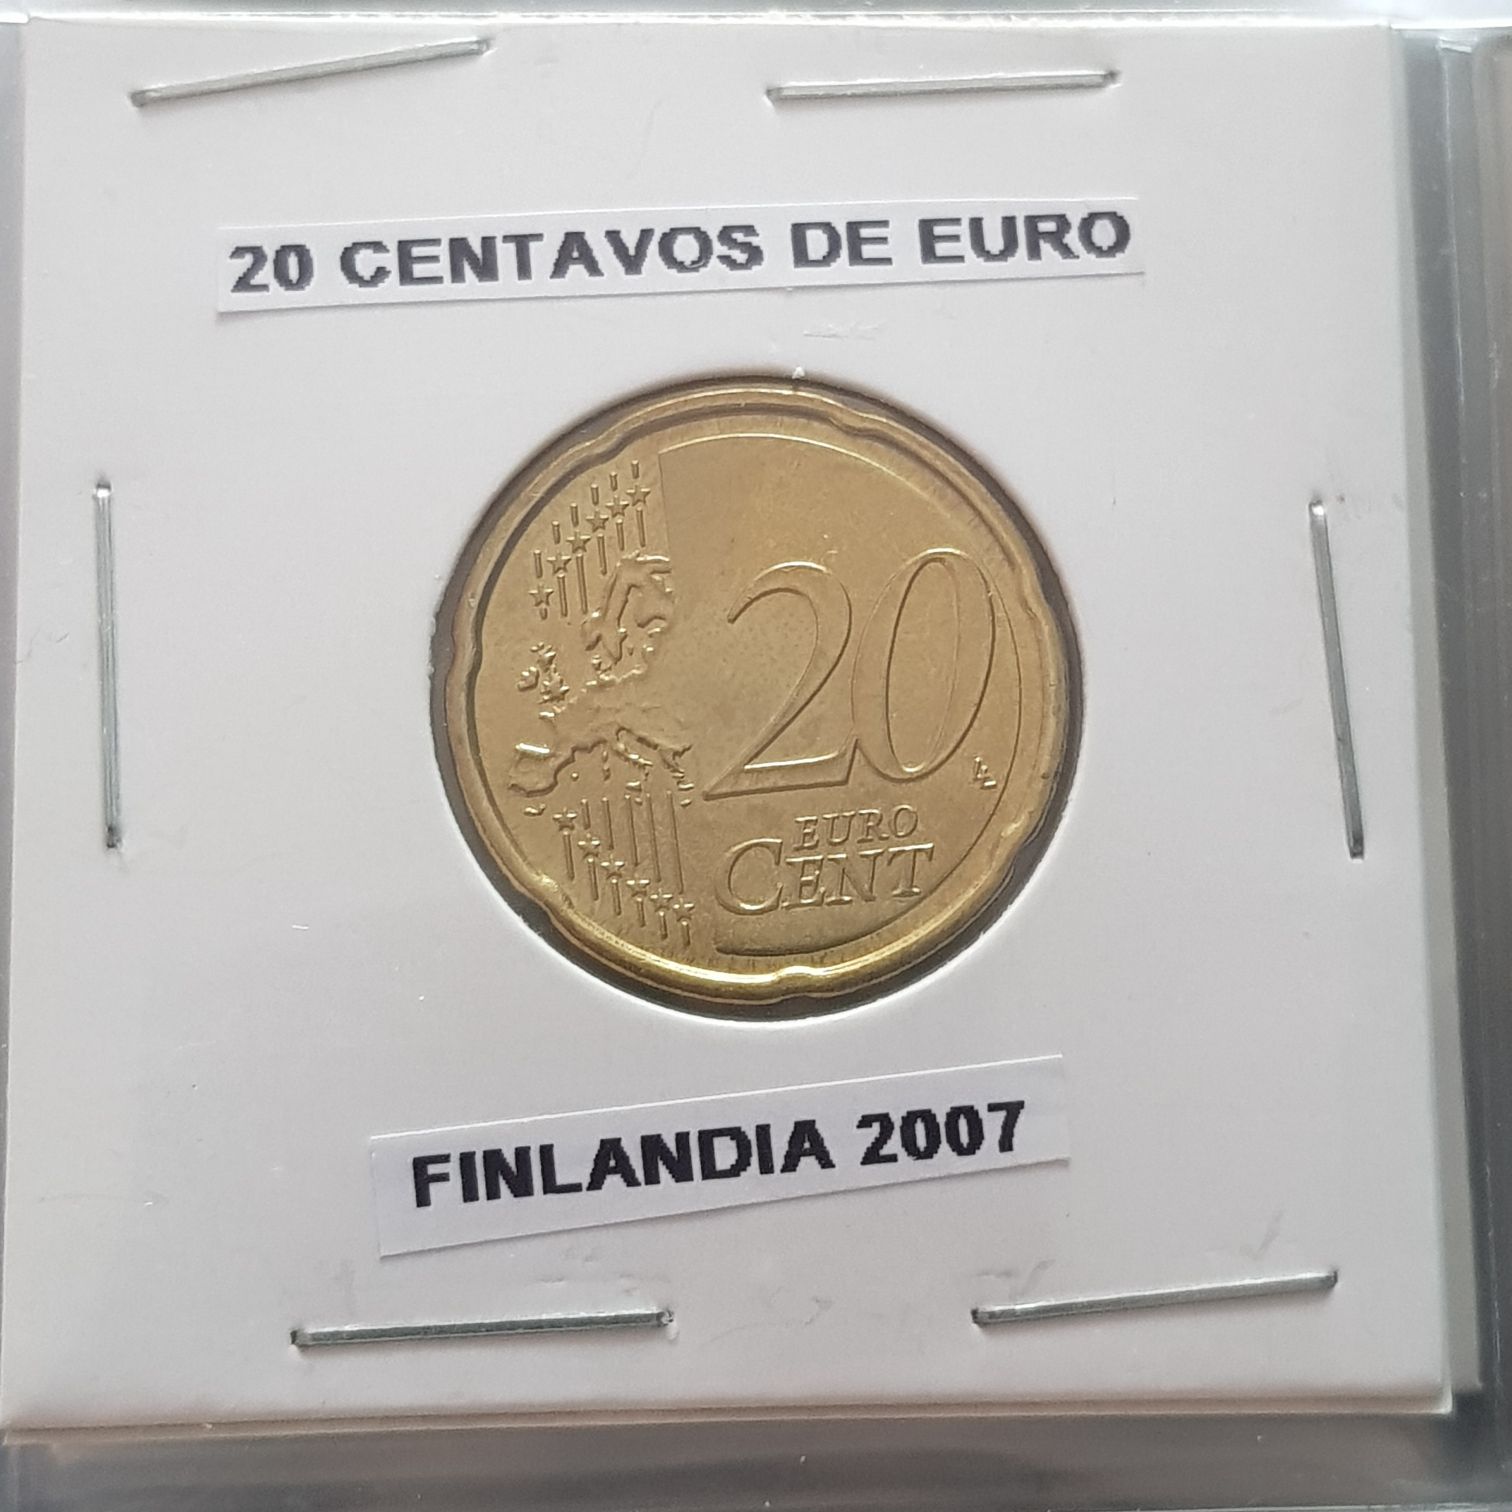 20 CENTAVOS DE EURO
20
EURO
CENT
FINLANDIA 2007